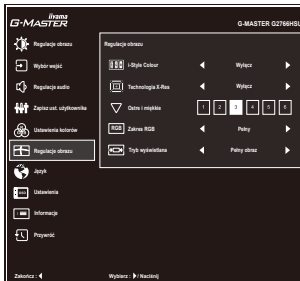 iiyama
G-MASTER
G-MASTER G2766HSU
Regulacje obrazu
Wybór wejść
Regulacje audio
Zapisz ust. użytkownika
Ustawienia kolorów
Regulacje obrazu
Język
Ustawienia
Informacje
Przywróć
Regulacje obrazu
i-Style Colour
Wyłącz
Technologia X-Res
Wyłącz
Ostre i miękkie
1 2 3 4 5 6
RGB
Zakres RGB
Pełny
Tryb wyświetlana
Pełny obraz
Zakończ :
Wybierz : / Naciśnij